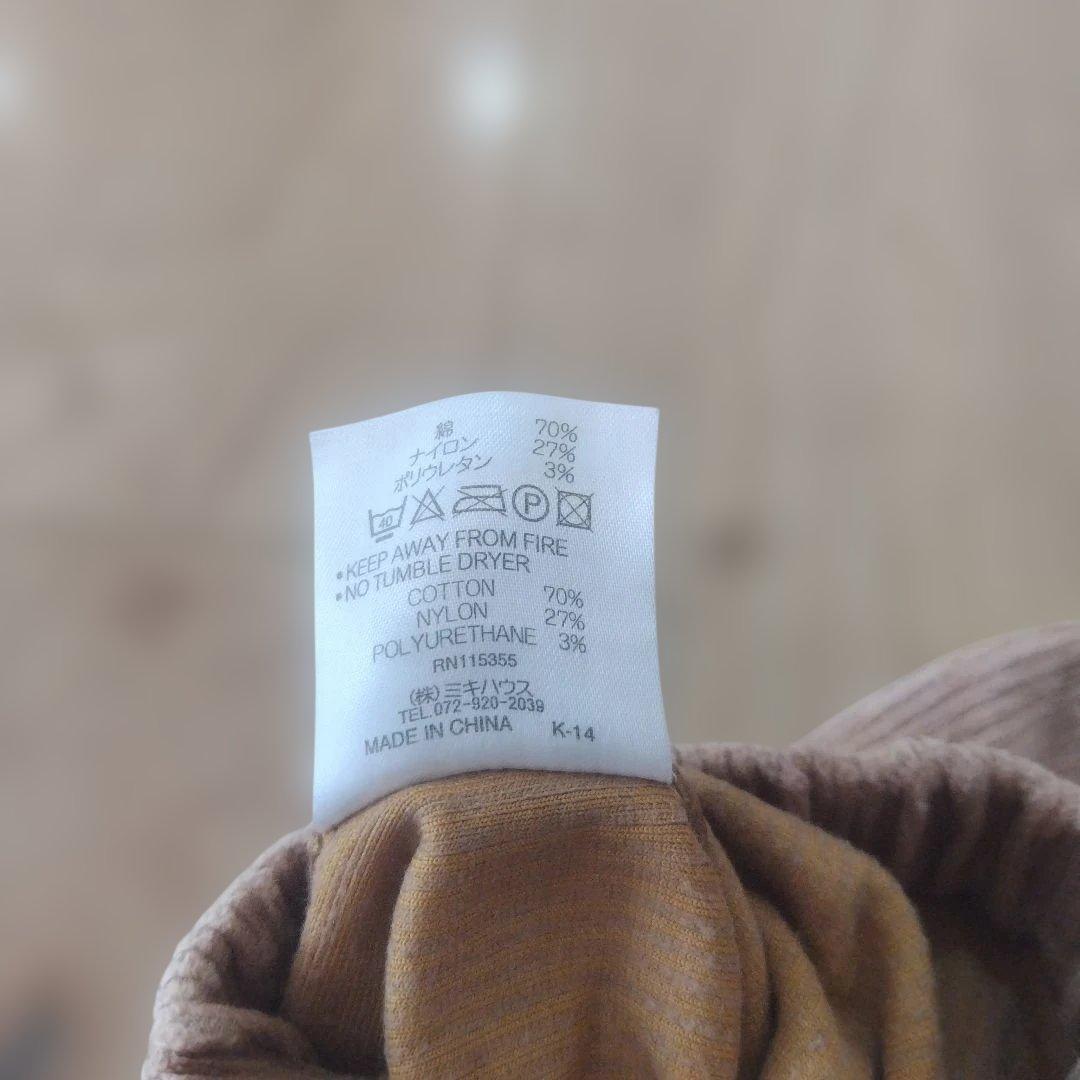 綿 70%
ナイロン 27%
ポリウレタン 3%
40 P
•KEEP AWAY FROM FIRE
•NO TUMBLE DRYER
COTTON 70%
NYLON 27%
POLYURETHANE 3%
RN115355
(株)ミキハウス
TEL.072-920-2039
MADE IN CHINA K-14